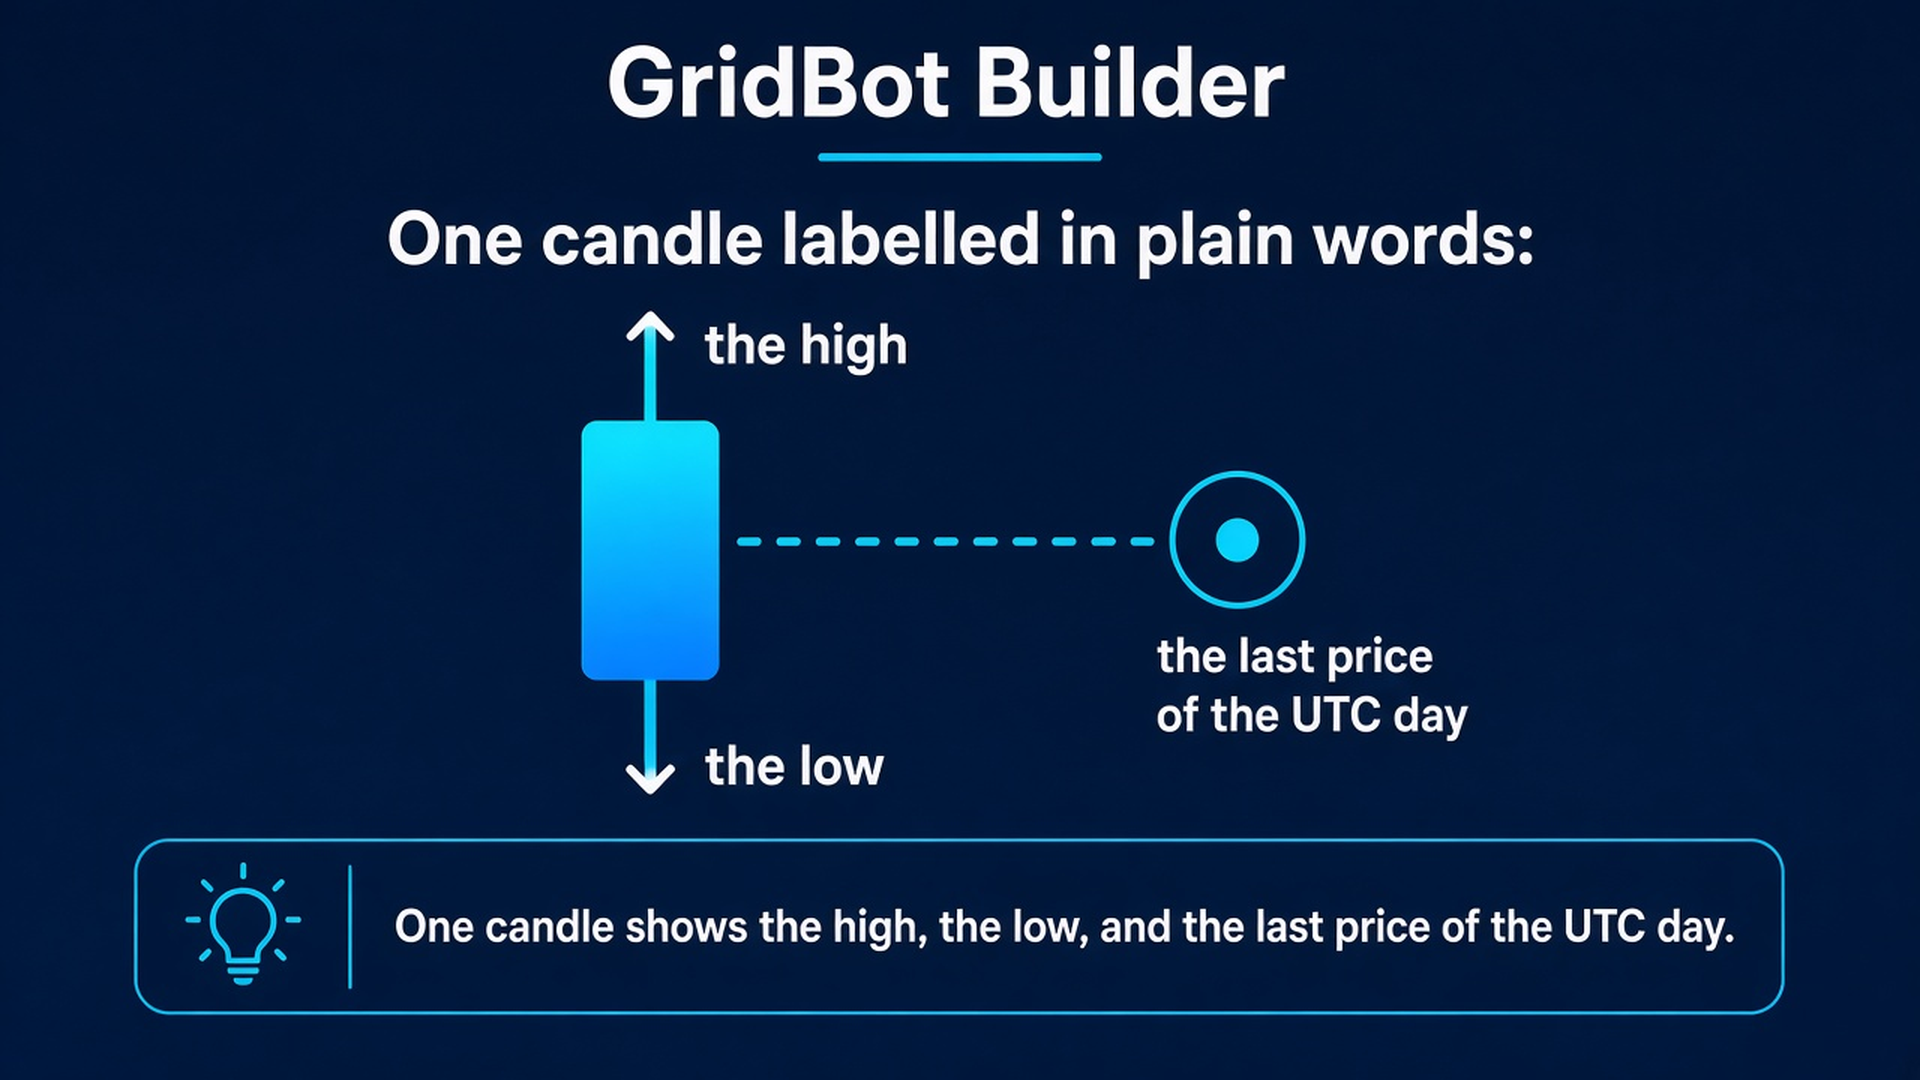 GridBot Builder
One candle labelled in plain words:
the high
the last price
of the UTC day
the low
One candle shows the high, the low, and the last price of the UTC day.